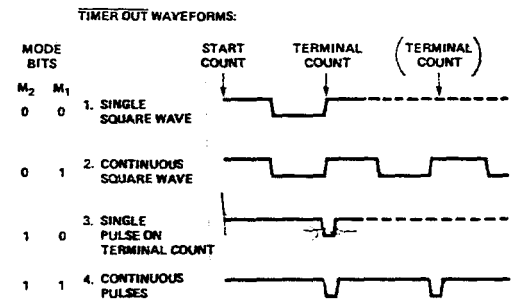 TIMER OUT WAVEFORMS:
MODE BITS
START COUNT
TERMINAL COUNT
(TERMINAL COUNT)
M2 M1
0 0 1. SINGLE SQUARE WAVE
0 1 2. CONTINUOUS SQUARE WAVE
1 0 3. SINGLE PULSE ON TERMINAL COUNT
1 1 4. CONTINUOUS PULSES